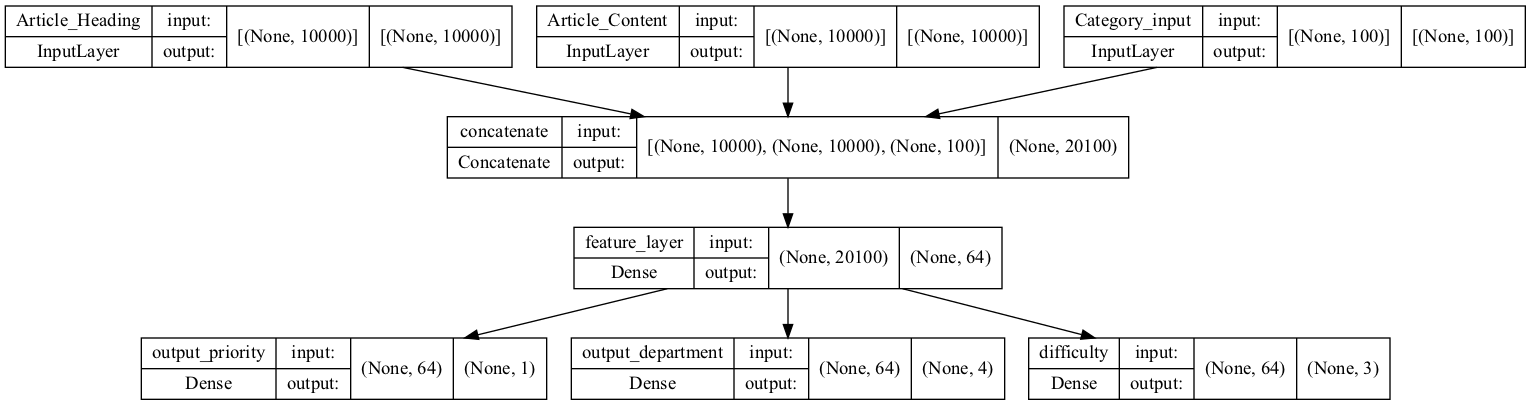 Article_Heading input: [(None, 10000)] [(None, 10000)]
InputLayer output:
Article_Content input: [(None, 10000)] [(None, 10000)]
InputLayer output:
Category_input input: [(None, 100)] [(None, 100)]
InputLayer output:
concatenate input: [(None, 10000), (None, 10000), (None, 100)] (None, 20100)
Concatenate output:
feature_layer input: (None, 20100) (None, 64)
Dense output:
output_priority input: (None, 64) (None, 1)
Dense output:
output_department input: (None, 64) (None, 4)
Dense output:
difficulty input: (None, 64) (None, 3)
Dense output: